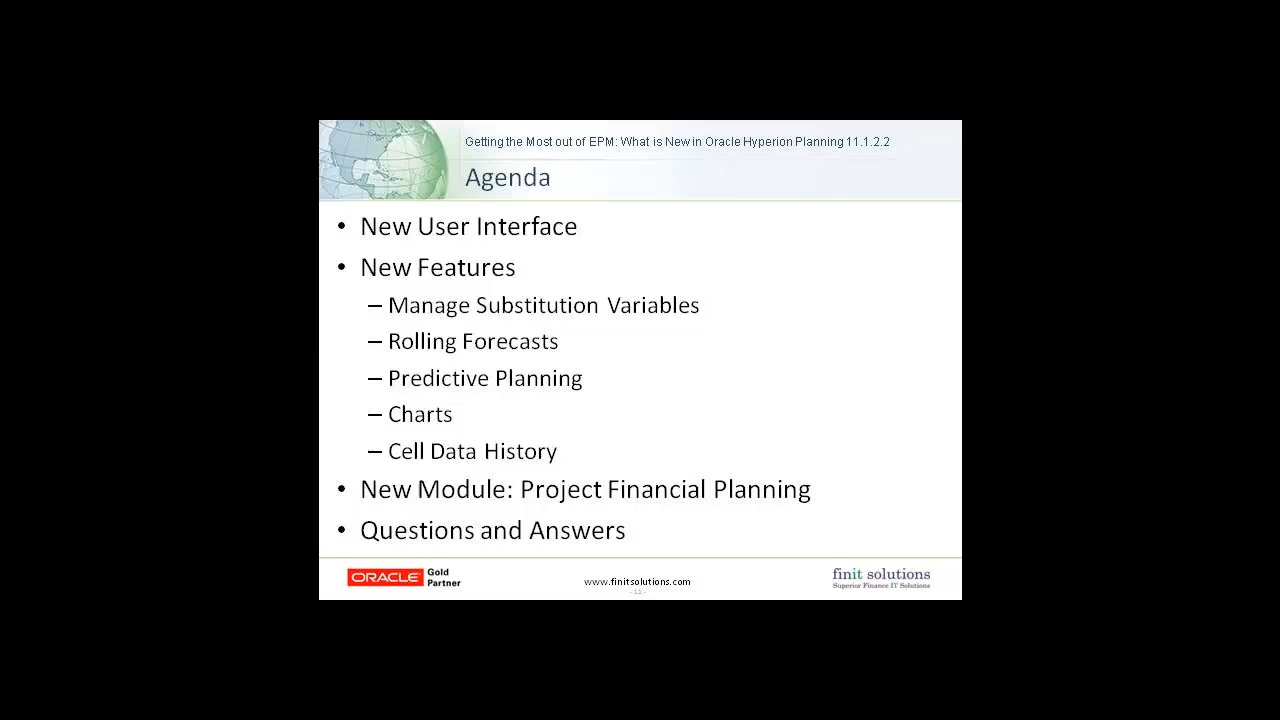 Getting the Most out of EPM: What is New in Oracle Hyperion Planning 11.1.2.2
Agenda
• New User Interface
• New Features
– Manage Substitution Variables
– Rolling Forecasts
– Predictive Planning
– Charts
– Cell Data History
• New Module: Project Financial Planning
• Questions and Answers
ORACLE Gold Partner
www.finitsolutions.com
- 11 -
finit solutions
Superior Finance IT Solutions